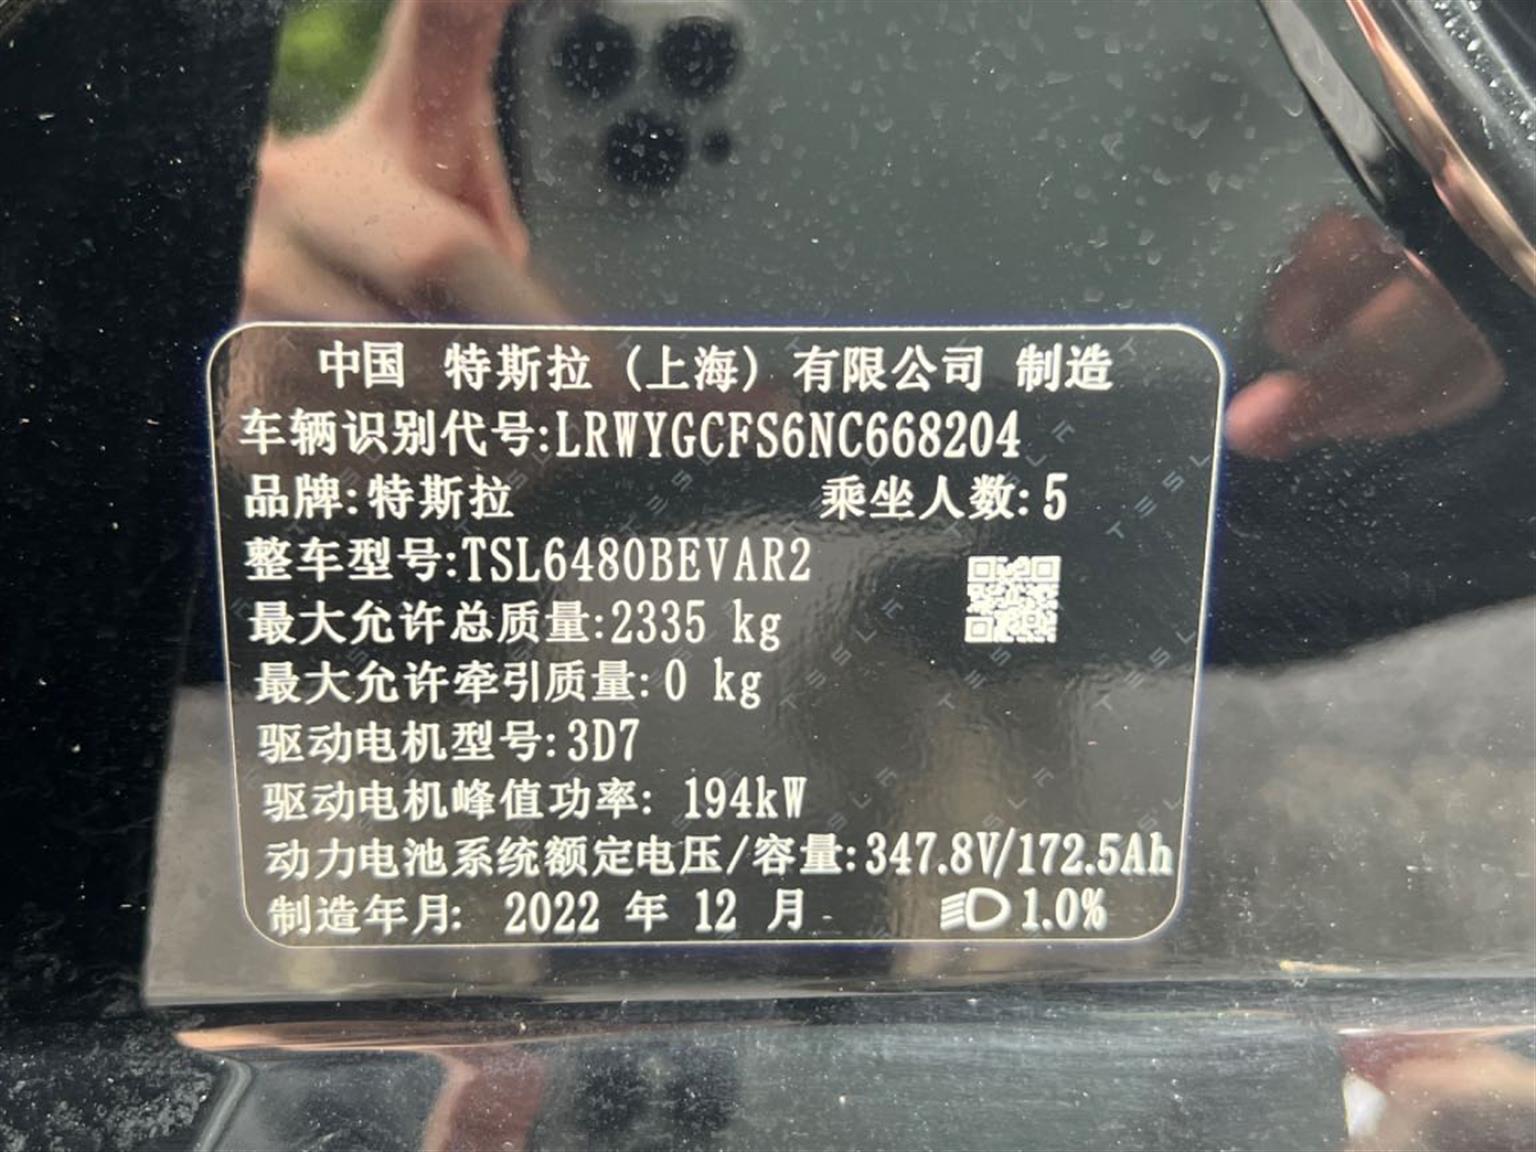 中国 特斯拉 (上海) 有限公司 制造
车辆识别代号:LRWYGCFS6NC668204
品牌:特斯拉 乘坐人数:5
整车型号:TSL6480BEVAR2
最大允许总质量:2335 kg
最大允许牵引质量:0 kg
驱动电机型号:3D7
驱动电机峰值功率: 194kW
动力电池系统额定电压/容量:347.8V/172.5Ah
制造年月: 2022 年 12 月 1.0%